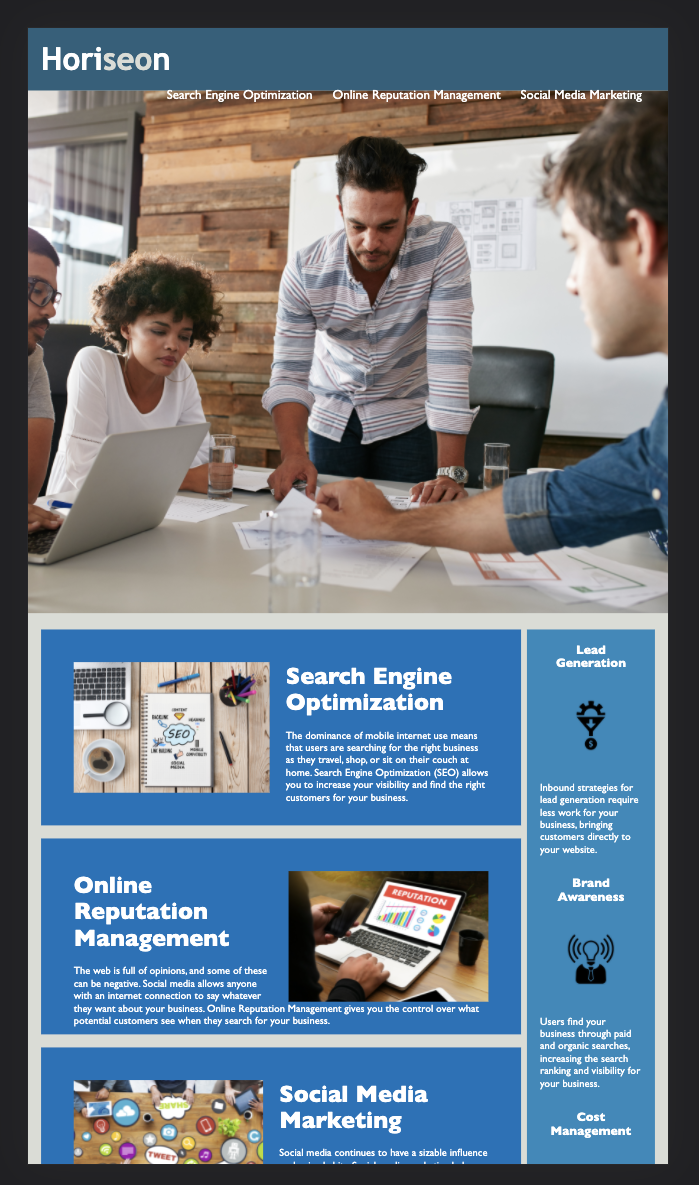 Horiseon
Search Engine Optimization Online Reputation Management Social Media Marketing
Search Engine
Optimization
The dominance of mobile internet use means
that users are searching for the right business
as they travel, shop, or sit on their couch at
home. Search Engine Optimization (SEO) allows
you to increase your visibility and find the right
customers for your business.
CONTENT
BACKLINK
KEYWORDS
SEO
LINK BUILDING
SOCIAL
MEDIA
Online
Reputation
Management
The web is full of opinions, and some of these
can be negative. Social media allows anyone
with an internet connection to say whatever
they want about your business. Online Reputation Management gives you the control over what
potential customers see when they search for your business.
REPUTATION
Social Media
Marketing
Social media continues to have a sizable influence
SHARE
TWEET
Lead
Generation
$
Inbound strategies for
lead generation require
less work for your
business, bringing
customers directly to
your website.
Brand
Awareness
Users find your
business through paid
and organic searches,
increasing the search
ranking and visibility for
your business.
Cost
Management